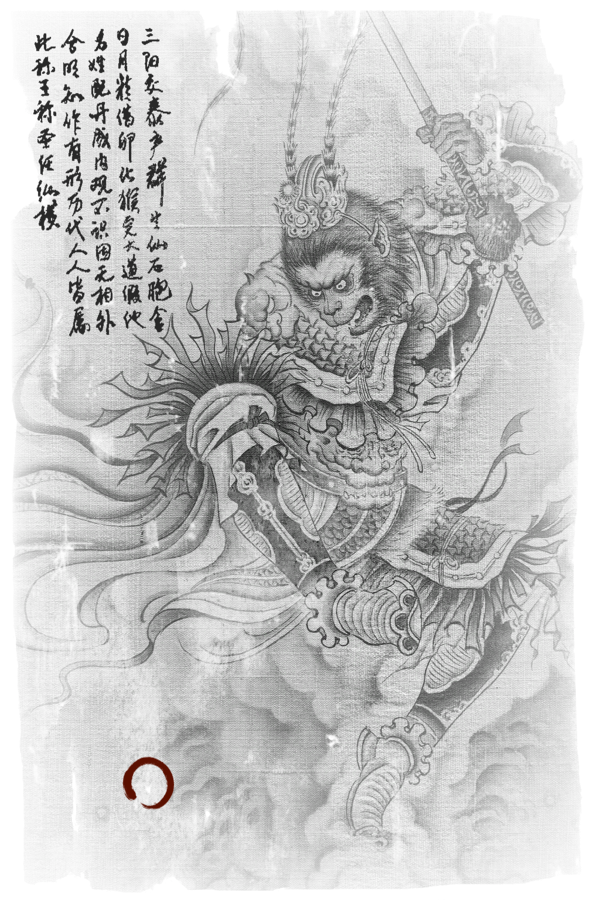 三阳交泰产群生仙石胞含
日月精借卵化猴完大道假他
名姓配丹成内观不识因无相外
合明知作有形历代人人皆属
此称王称圣任纵横